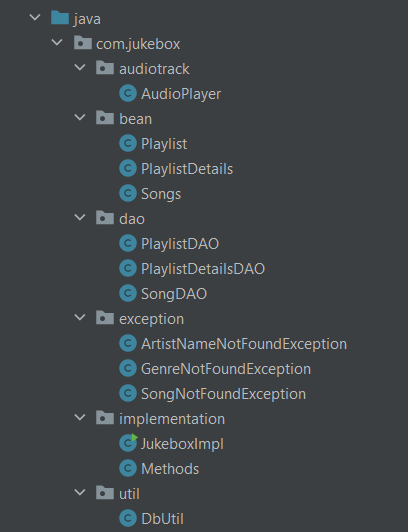 java
com.jukebox
audiotrack
AudioPlayer
bean
Playlist
PlaylistDetails
Songs
dao
PlaylistDAO
PlaylistDetailsDAO
SongDAO
exception
ArtistNameNotFoundException
GenreNotFoundException
SongNotFoundException
implementation
JukeboxImpl
Methods
util
DbUtil